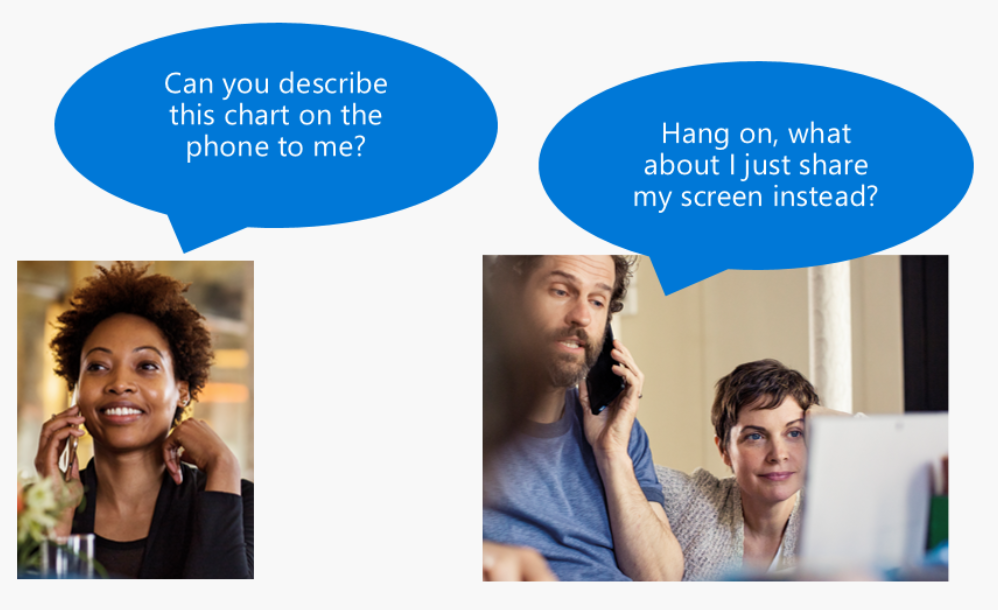 Can you describe
this chart on the
phone to me?
Hang on, what
about I just share
my screen instead?